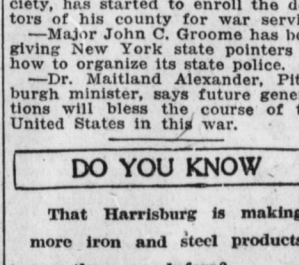 ciety, has started to enroll the
tors of his county for war
—Major John C. Groome has
giving New York state pointers
how to organize its state police.
—Dr. Maitland Alexander,
burgh minister, says future
tions will bless the course of
United States in this war.
DO YOU KNOW
That Harrisburg is making
more iron and steel products